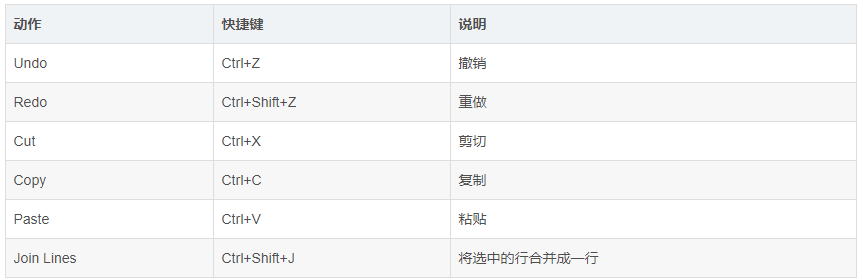 动作 快捷键 说明
Undo Ctrl+Z 撤销
Redo Ctrl+Shift+Z 重做
Cut Ctrl+X 剪切
Copy Ctrl+C 复制
Paste Ctrl+V 粘贴
Join Lines Ctrl+Shift+J 将选中的行合并成一行